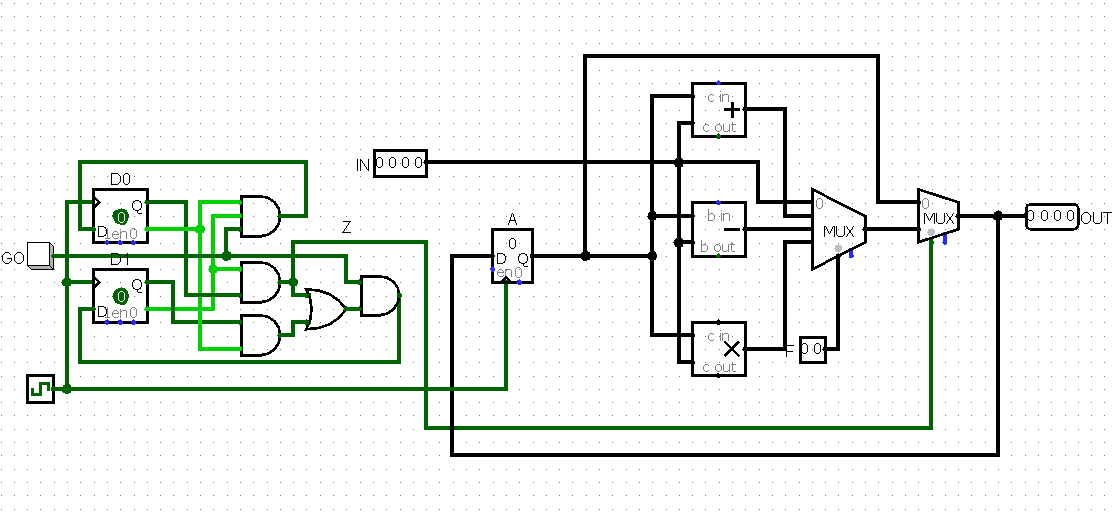 c in
+
c out
IN 0 0 0 0
D0
Q
0
D en0
Z
A
0
D Q
en0
b in
−
b out
0
MUX
0
MUX
0 0 0 0 OUT
GO
D1
Q
0
D en0
c in
×
c out
F 0 0